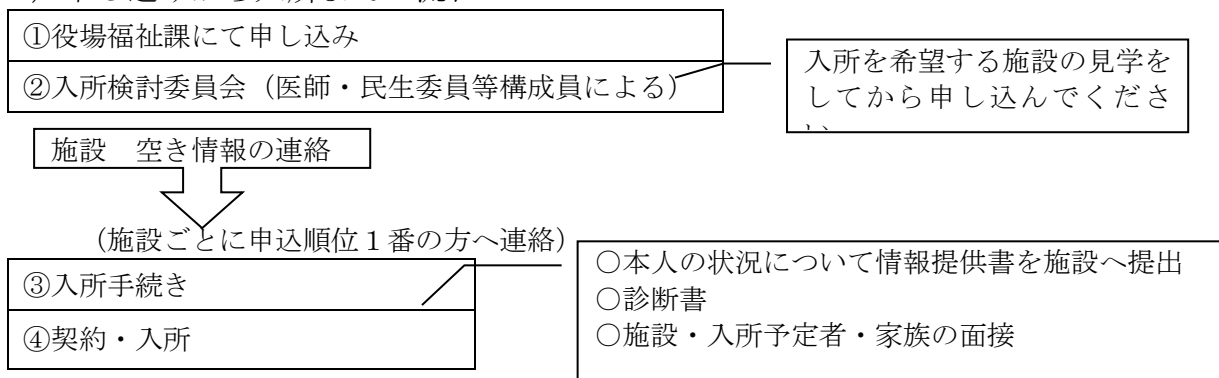 ①役場福祉課にて申し込み
②入所検討委員会（医師・民生委員等構成員による）
入所を希望する施設の見学を
してから申し込んでくださ
施設　空き情報の連絡
（施設ごとに申込順位１番の方へ連絡）
③入所手続き
④契約・入所
○本人の状況について情報提供書を施設へ提出
○診断書
○施設・入所予定者・家族の面接